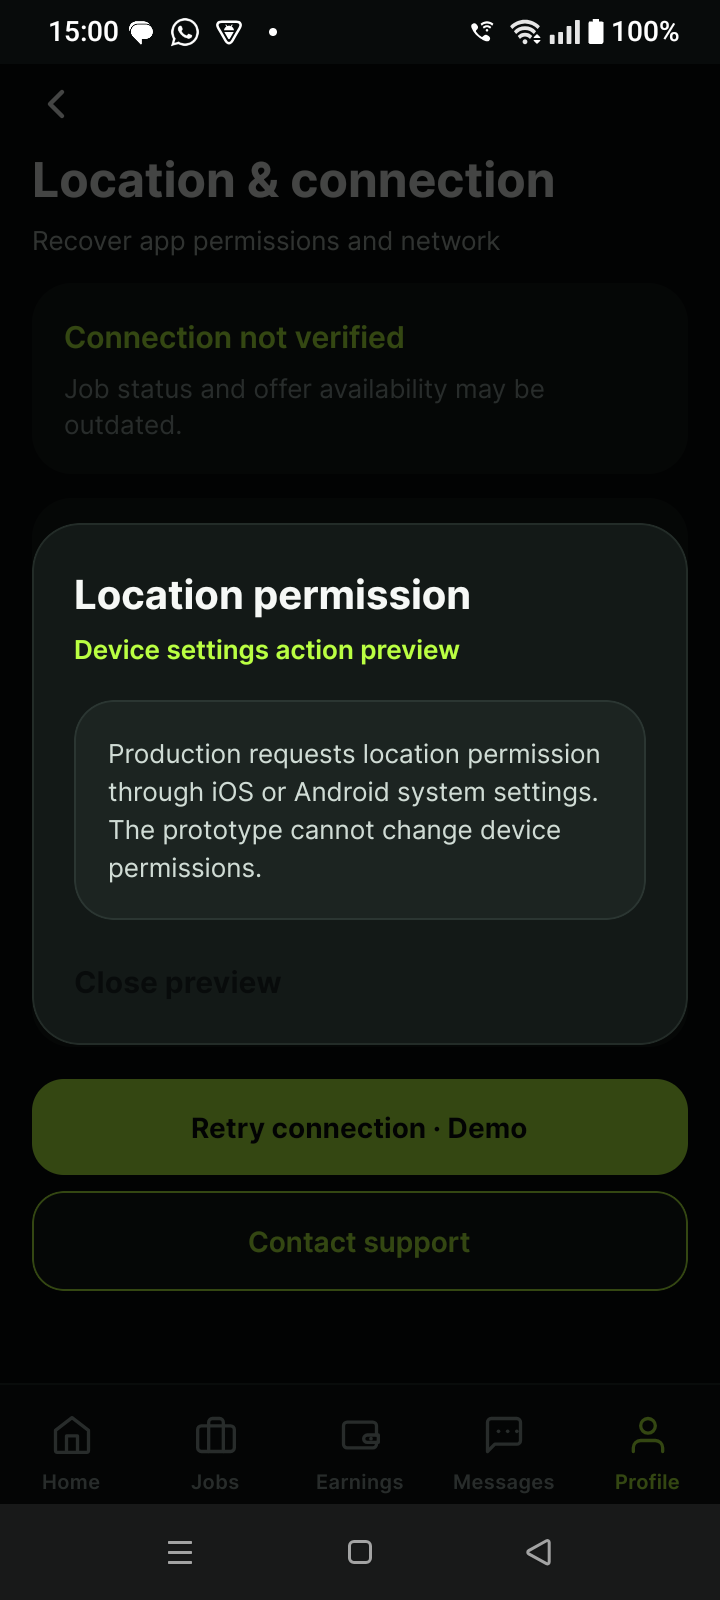 15:00
100%
Location & connection
Recover app permissions and network
Connection not verified
Job status and offer availability may be
outdated.
Location permission
Device settings action preview
Production requests location permission
through iOS or Android system settings.
The prototype cannot change device
permissions.
Close preview
Retry connection · Demo
Contact support
Home
Jobs
Earnings
Messages
Profile